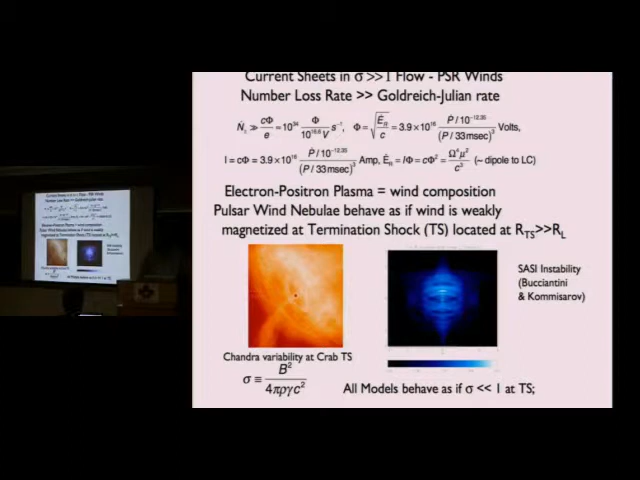 Current Sheets in σ >> 1 Flow - PSR Winds
Number Loss Rate >> Goldreich-Julian rate
Ṅ± >> cΦ/e ≈ 10^34 Φ/10^16.6 V s^-1, Φ = √(Ė_R/c) = 3.9 × 10^16 Ṗ/10^-12.35/(P/33msec)^3 Volts,
I = cΦ = 3.9 × 10^16 Ṗ/10^-12.35/(P/33msec)^3 Amp, Ė_R = IΦ = cΦ^2 = Ω^4μ^2/c^3 (~ dipole to LC)
Electron-Positron Plasma = wind composition
Pulsar Wind Nebulae behave as if wind is weakly
magnetized at Termination Shock (TS) located at R_TS>>R_L
SASI Instability
(Bucciantini
& Kommisarov)
Chandra variability at Crab TS
σ ≡ B^2/4πργc^2
All Models behave as if σ << 1 at TS;